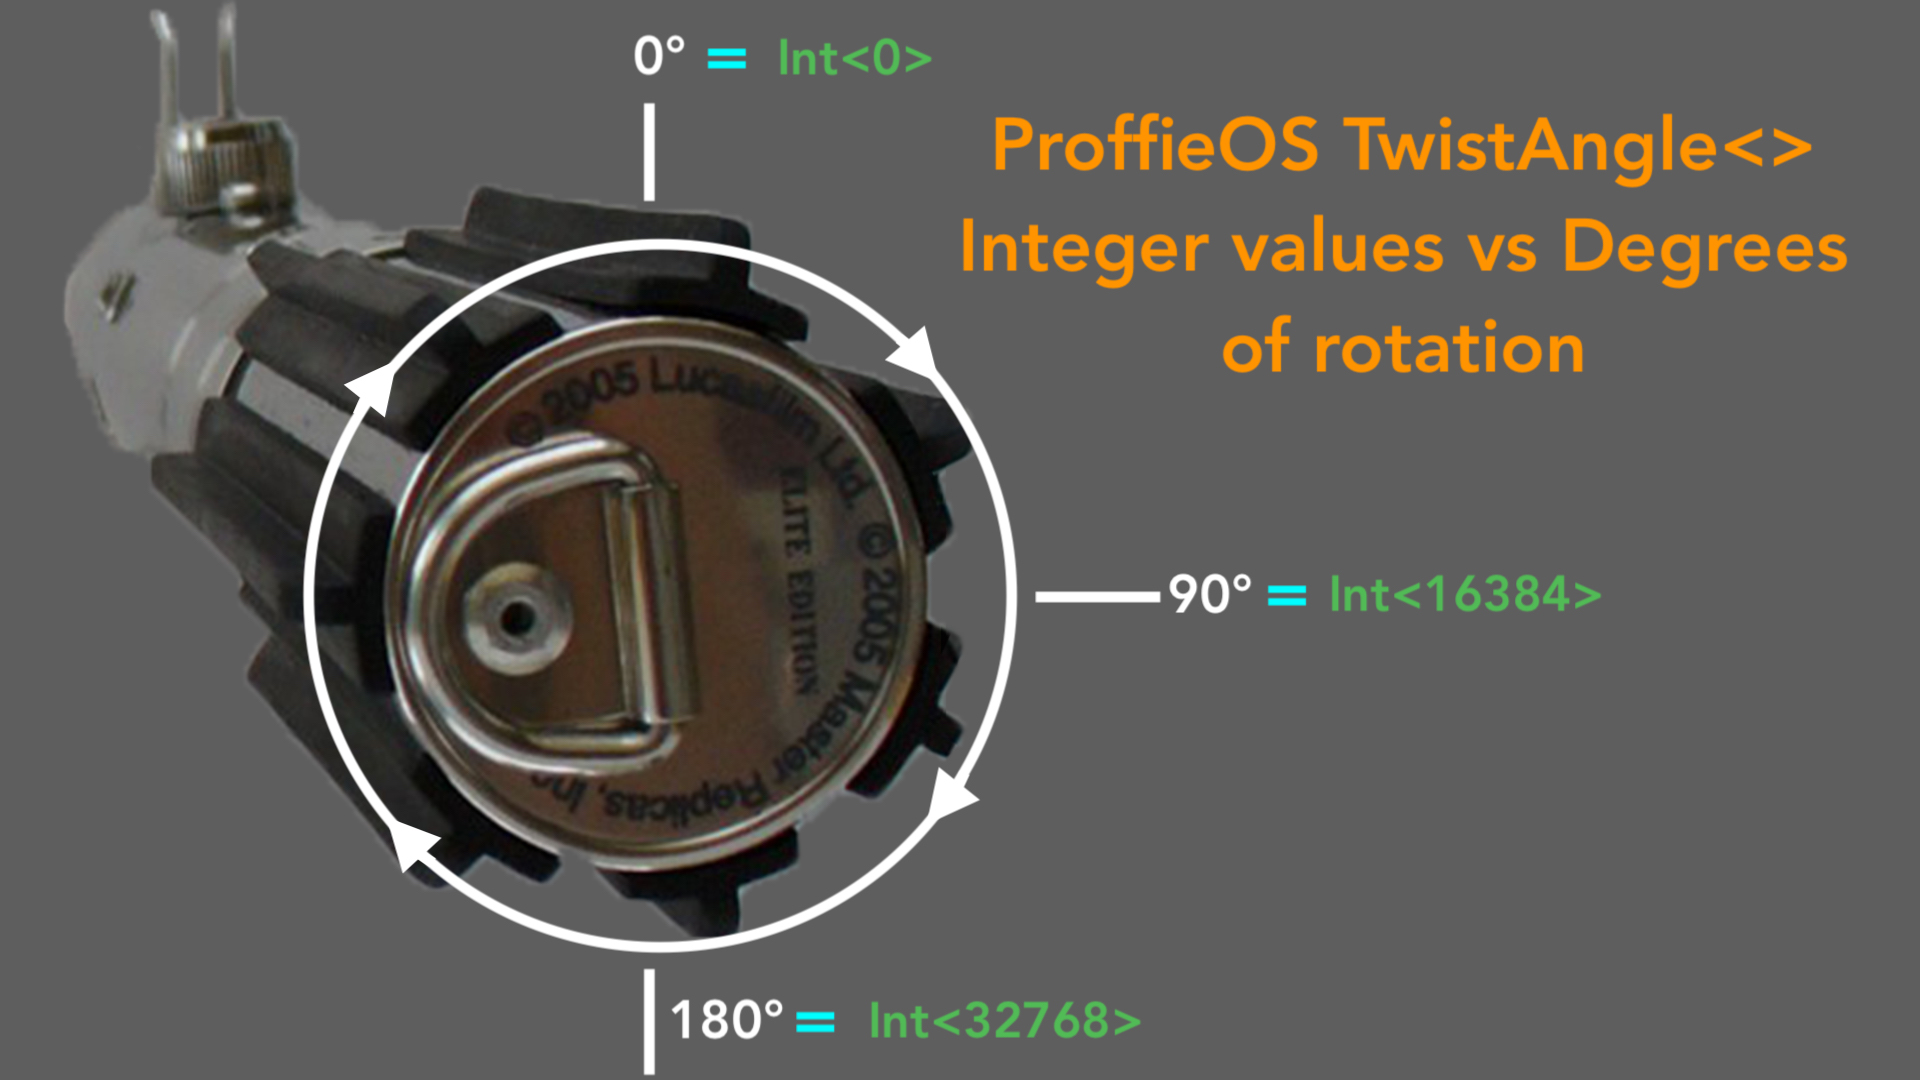 0° = Int<0>
ProffieOS TwistAngle<>
Integer values vs Degrees
of rotation
90° = Int<16384>
180° = Int<32768>
© 2005 Lucasfilm Ltd. © 2005 Master Replicas, Inc.
ELITE EDITION